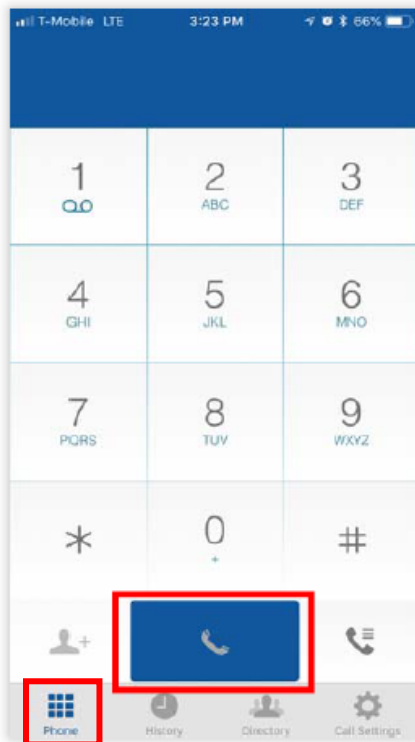 T-Mobile LTE 3:23 PM 66%
1 2 3
ABC DEF
4 5 6
GHI JKL MNO
7 8 9
PQRS TUV WXYZ
* 0 #
+
+
Phone History Directory Call Settings